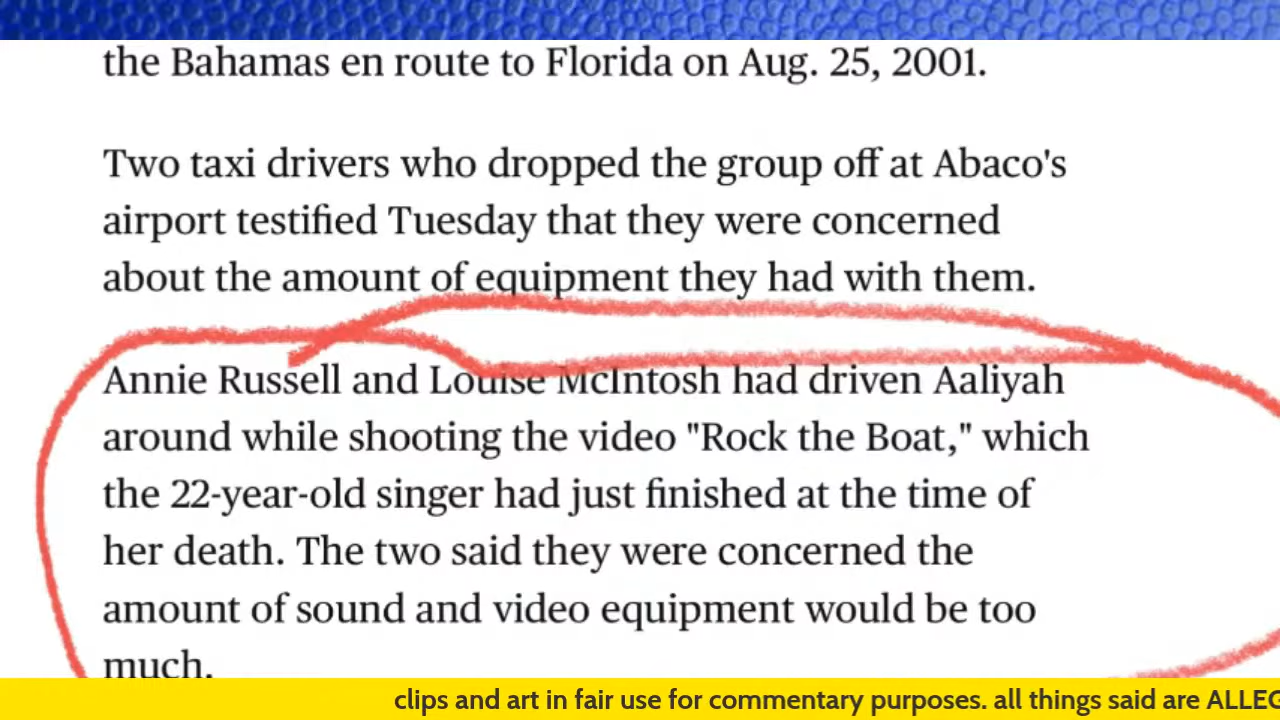 the Bahamas en route to Florida on Aug. 25, 2001.
Two taxi drivers who dropped the group off at Abaco's
airport testified Tuesday that they were concerned
about the amount of equipment they had with them.
Annie Russell and Louise McIntosh had driven Aaliyah
around while shooting the video "Rock the Boat," which
the 22-year-old singer had just finished at the time of
her death. The two said they were concerned the
amount of sound and video equipment would be too
much.
clips and art in fair use for commentary purposes. all things said are ALLEG